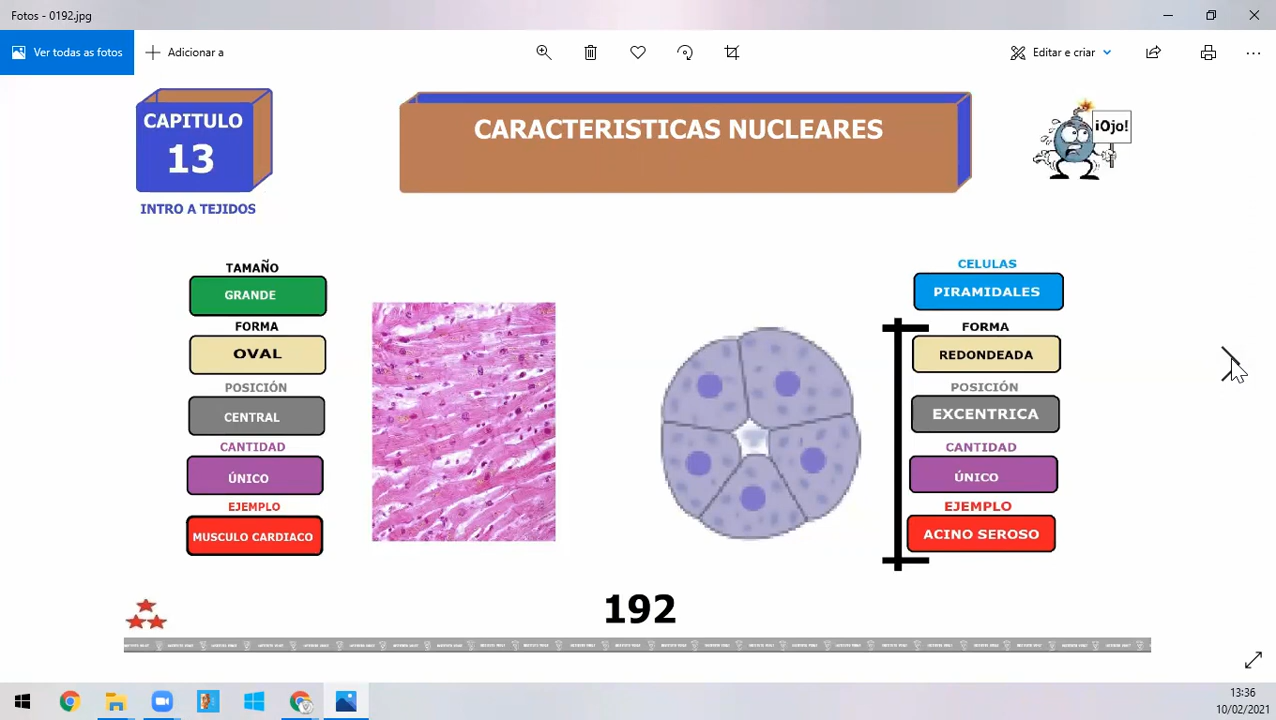 Fotos - 0192.jpg
Ver todas as fotos
Adicionar a
Editar e criar
CAPITULO
13
INTRO A TEJIDOS
CARACTERISTICAS NUCLEARES
¡Ojo!
TAMAÑO
GRANDE
FORMA
OVAL
POSICIÓN
CENTRAL
CANTIDAD
ÚNICO
EJEMPLO
MUSCULO CARDIACO
CELULAS
PIRAMIDALES
FORMA
REDONDEADA
POSICIÓN
EXCENTRICA
CANTIDAD
ÚNICO
EJEMPLO
ACINO SEROSO
192
13:36
10/02/2021